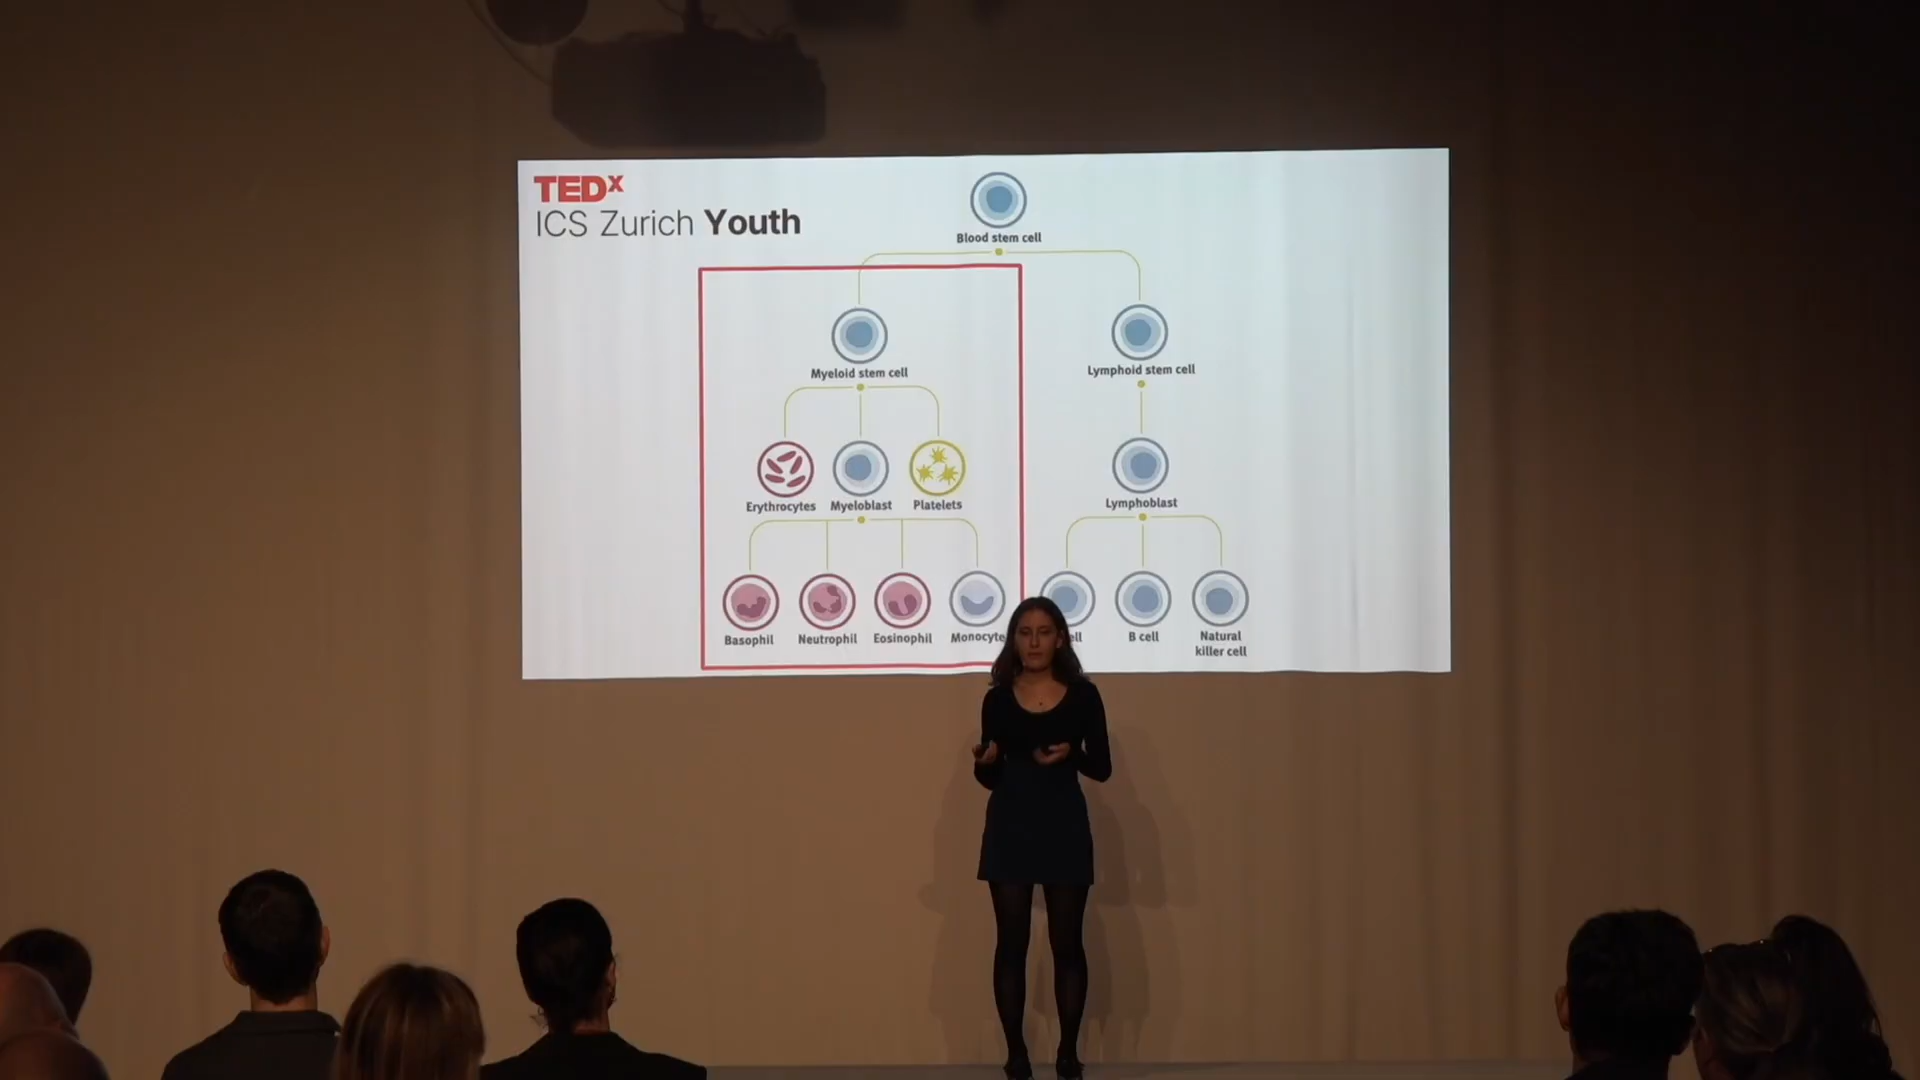 TEDx
ICS Zurich Youth
Blood stem cell
Myeloid stem cell
Lymphoid stem cell
Erythrocytes
Myeloblast
Platelets
Lymphoblast
Basophil
Neutrophil
Eosinophil
Monocyte
ell
B cell
Natural
killer cell